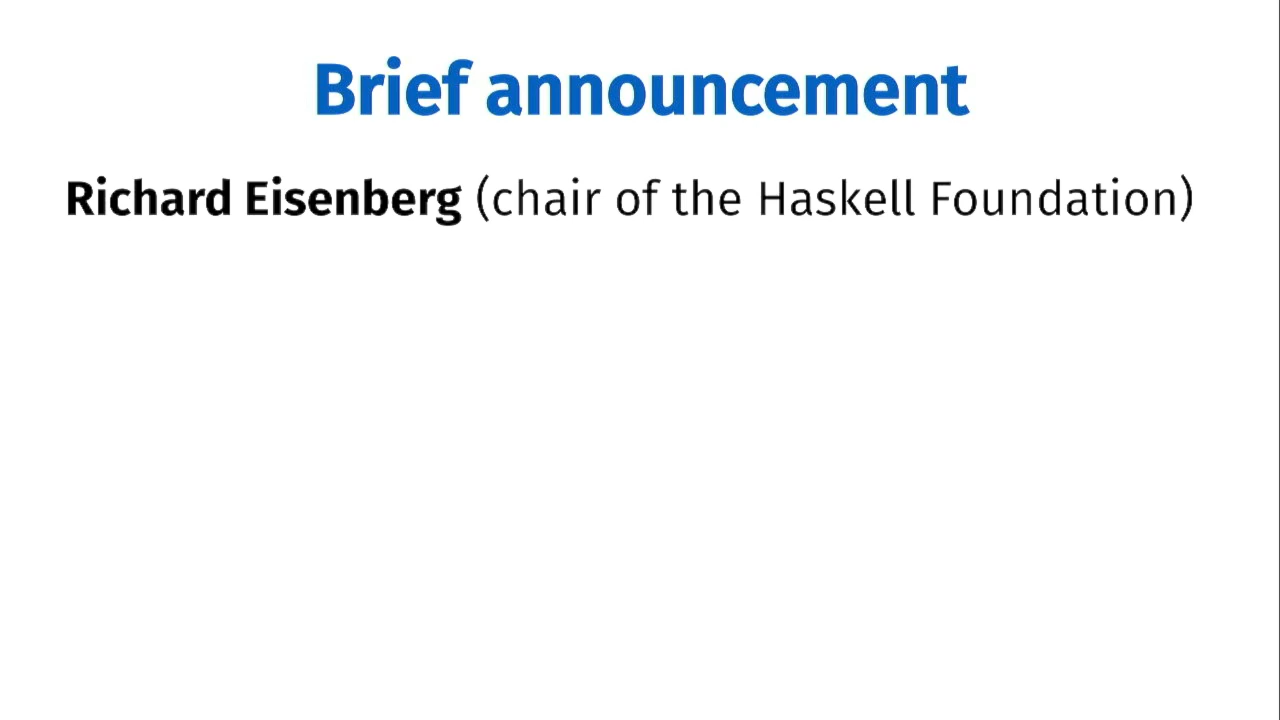 Brief announcement
Richard Eisenberg (chair of the Haskell Foundation)